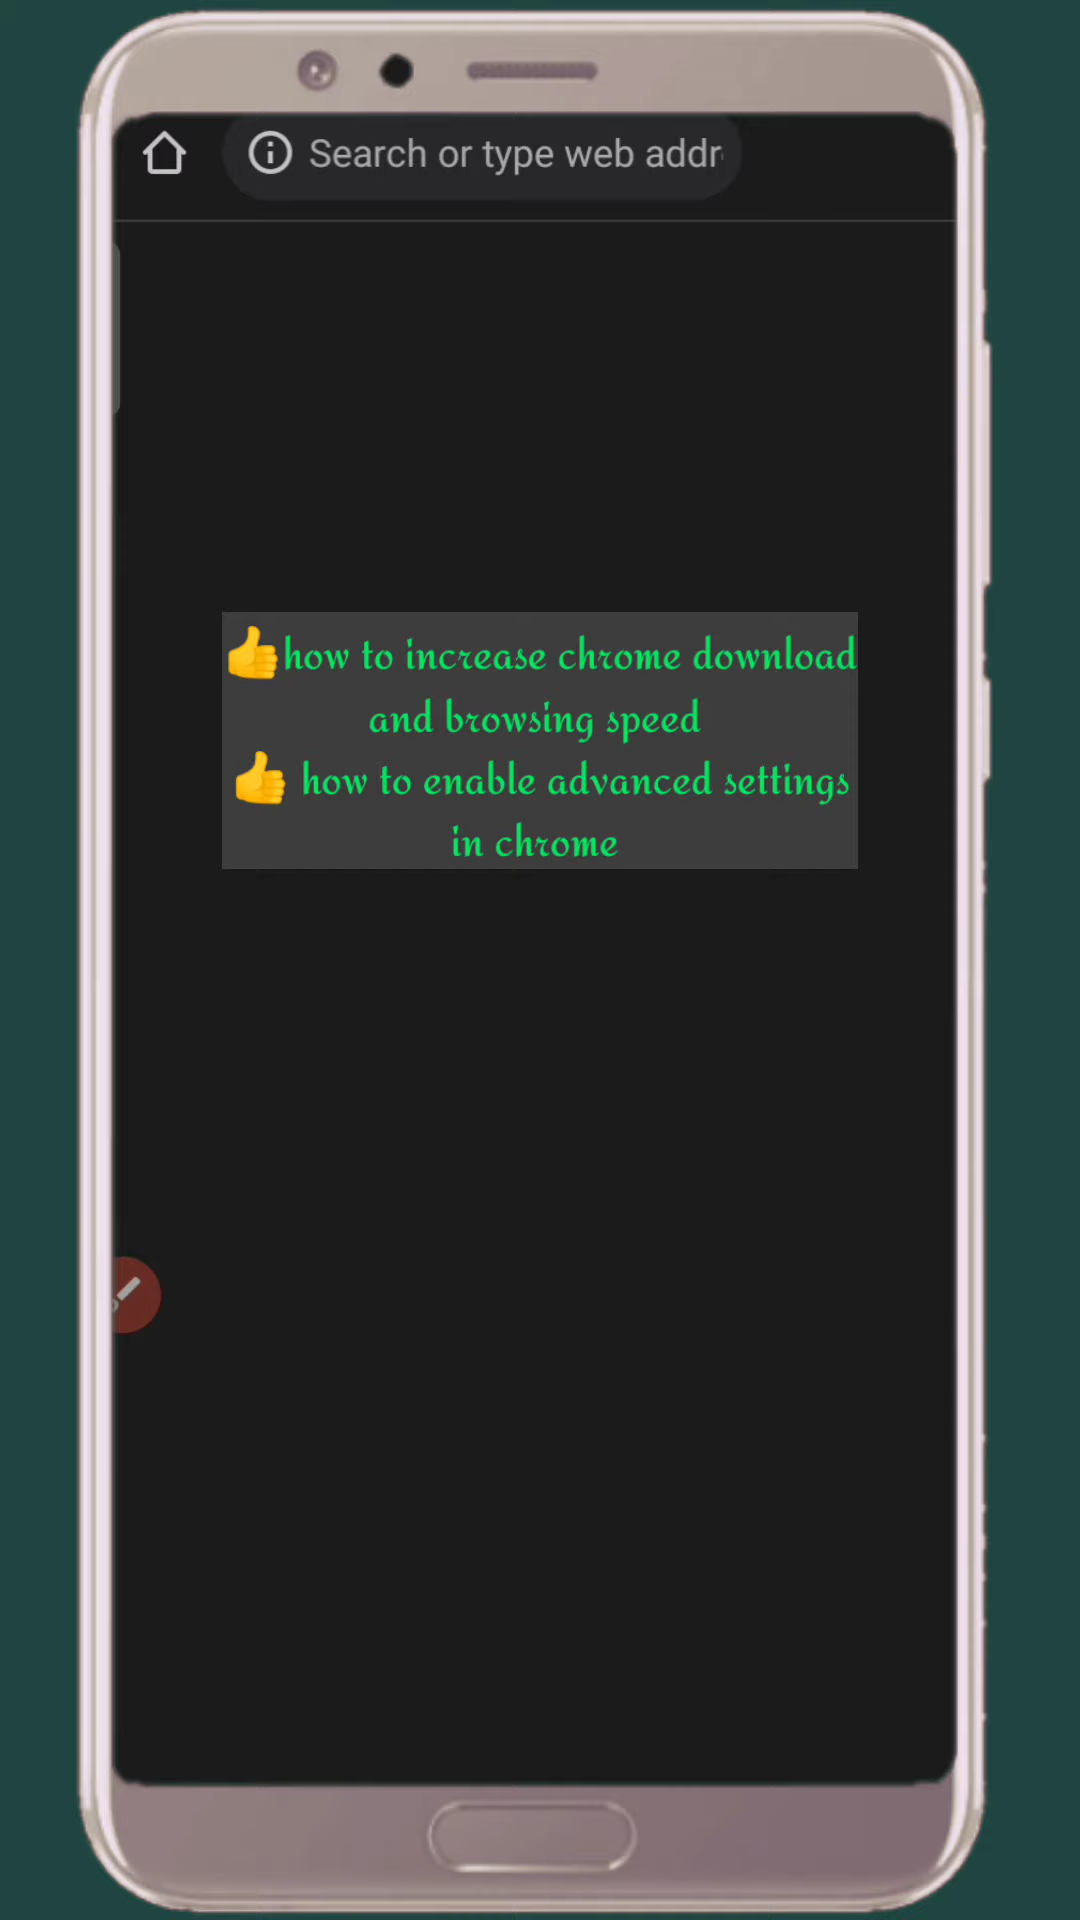 Search or type web addr
👍how to increase chrome download
and browsing speed
👍 how to enable advanced settings
in chrome